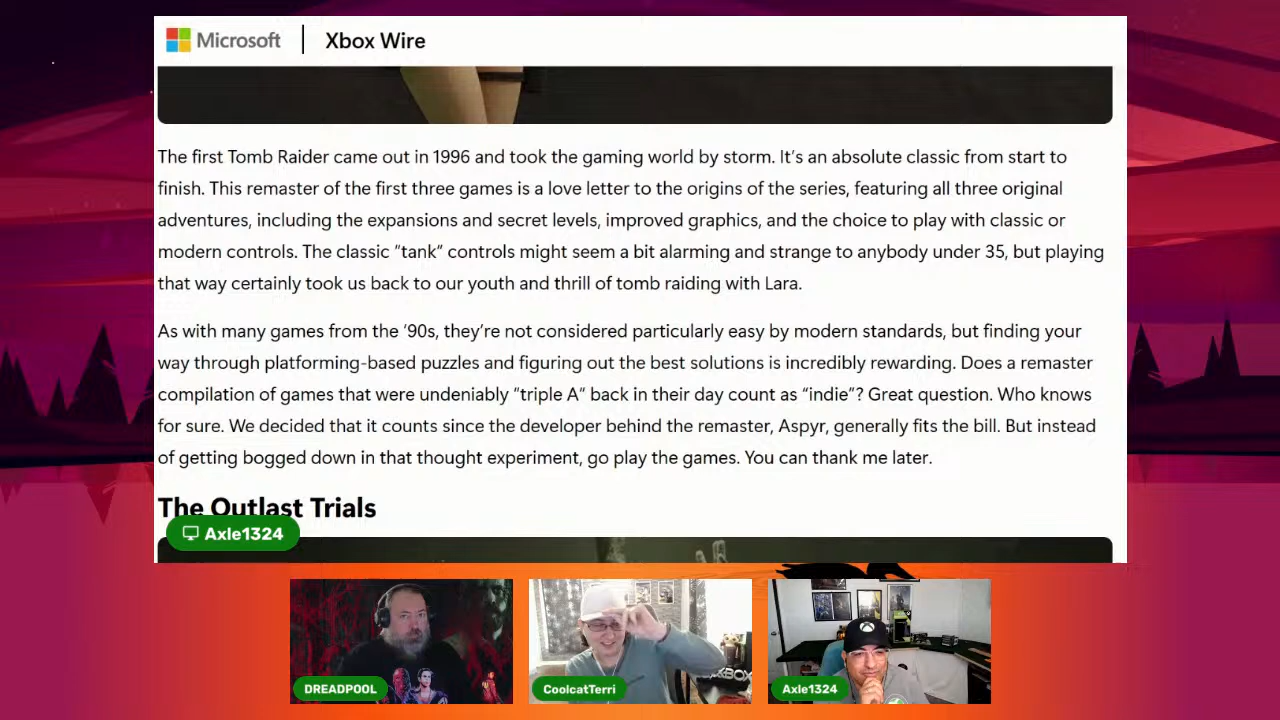 Microsoft | Xbox Wire
The first Tomb Raider came out in 1996 and took the gaming world by storm. It's an absolute classic from start to
finish. This remaster of the first three games is a love letter to the origins of the series, featuring all three original
adventures, including the expansions and secret levels, improved graphics, and the choice to play with classic or
modern controls. The classic "tank" controls might seem a bit alarming and strange to anybody under 35, but playing
that way certainly took us back to our youth and thrill of tomb raiding with Lara.
As with many games from the '90s, they're not considered particularly easy by modern standards, but finding your
way through platforming-based puzzles and figuring out the best solutions is incredibly rewarding. Does a remaster
compilation of games that were undeniably "triple A" back in their day count as "indie"? Great question. Who knows
for sure. We decided that it counts since the developer behind the remaster, Aspyr, generally fits the bill. But instead
of getting bogged down in that thought experiment, go play the games. You can thank me later.
The Outlast Trials
Axle1324
XBOX
DREADPOOL
CoolcatTerri
Axle1324